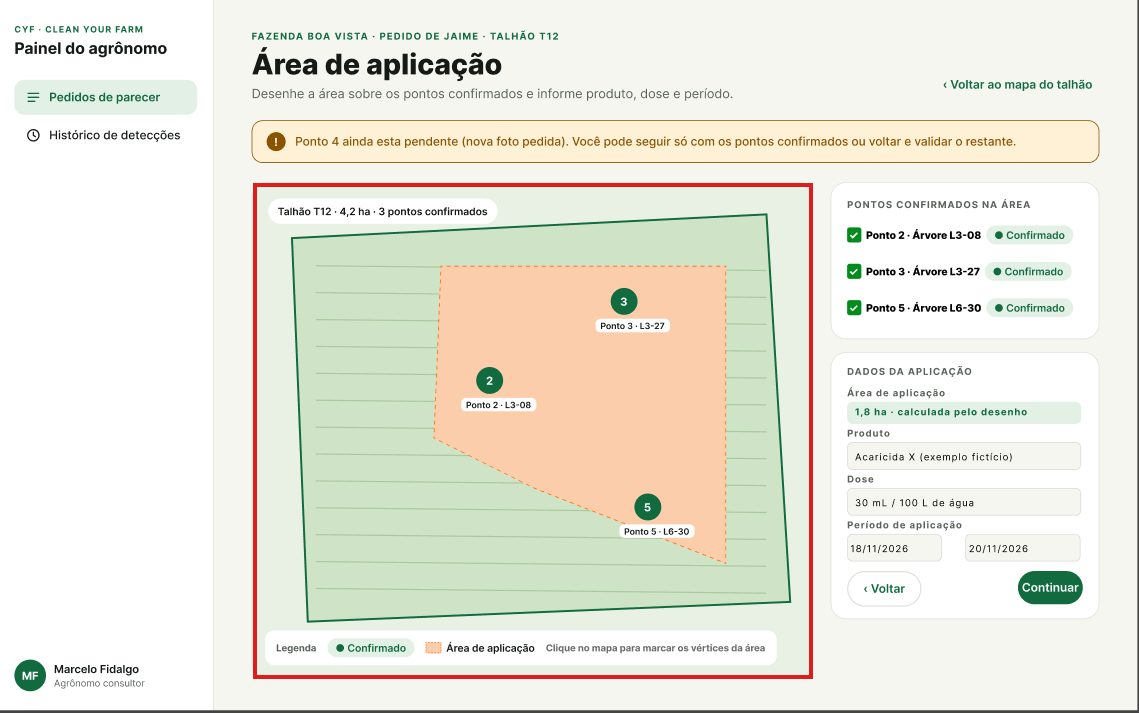 CYF · CLEAN YOUR FARM
Painel do agrônomo
Pedidos de parecer
Histórico de detecções
MF
Marcelo Fidalgo
Agrônomo consultor
FAZENDA BOA VISTA · PEDIDO DE JAIME · TALHÃO T12
Área de aplicação
Desenhe a área sobre os pontos confirmados e informe produto, dose e período.
‹ Voltar ao mapa do talhão
! Ponto 4 ainda esta pendente (nova foto pedida). Você pode seguir só com os pontos confirmados ou voltar e validar o restante.
Talhão T12 · 4,2 ha · 3 pontos confirmados
3
Ponto 3 · L3-27
2
Ponto 2 · L3-08
5
Ponto 5 · L6-30
Legenda Confirmado Área de aplicação Clique no mapa para marcar os vértices da área
PONTOS CONFIRMADOS NA ÁREA
Ponto 2 · Árvore L3-08 Confirmado
Ponto 3 · Árvore L3-27 Confirmado
Ponto 5 · Árvore L6-30 Confirmado
DADOS DA APLICAÇÃO
Área de aplicação
1,8 ha · calculada pelo desenho
Produto
Acaricida X (exemplo fictício)
Dose
30 mL / 100 L de água
Período de aplicação
18/11/2026 20/11/2026
‹ Voltar Continuar